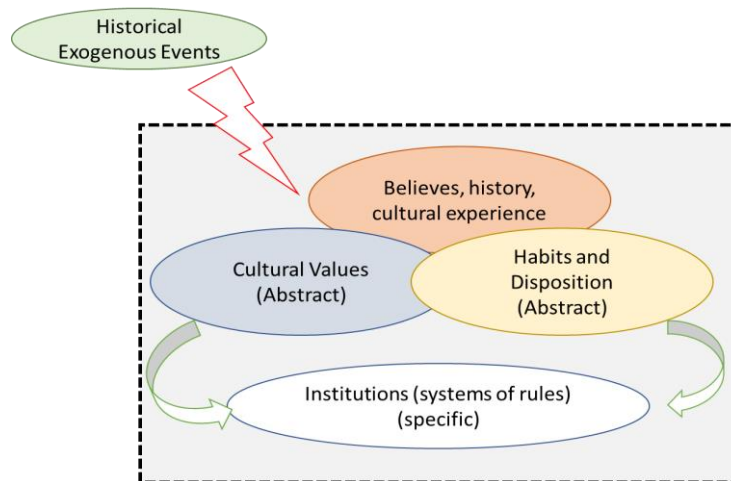 Historical
Exogenous Events
Believes, history,
cultural experience
Cultural Values
(Abstract)
Habits and
Disposition
(Abstract)
Institutions (systems of rules)
(specific)